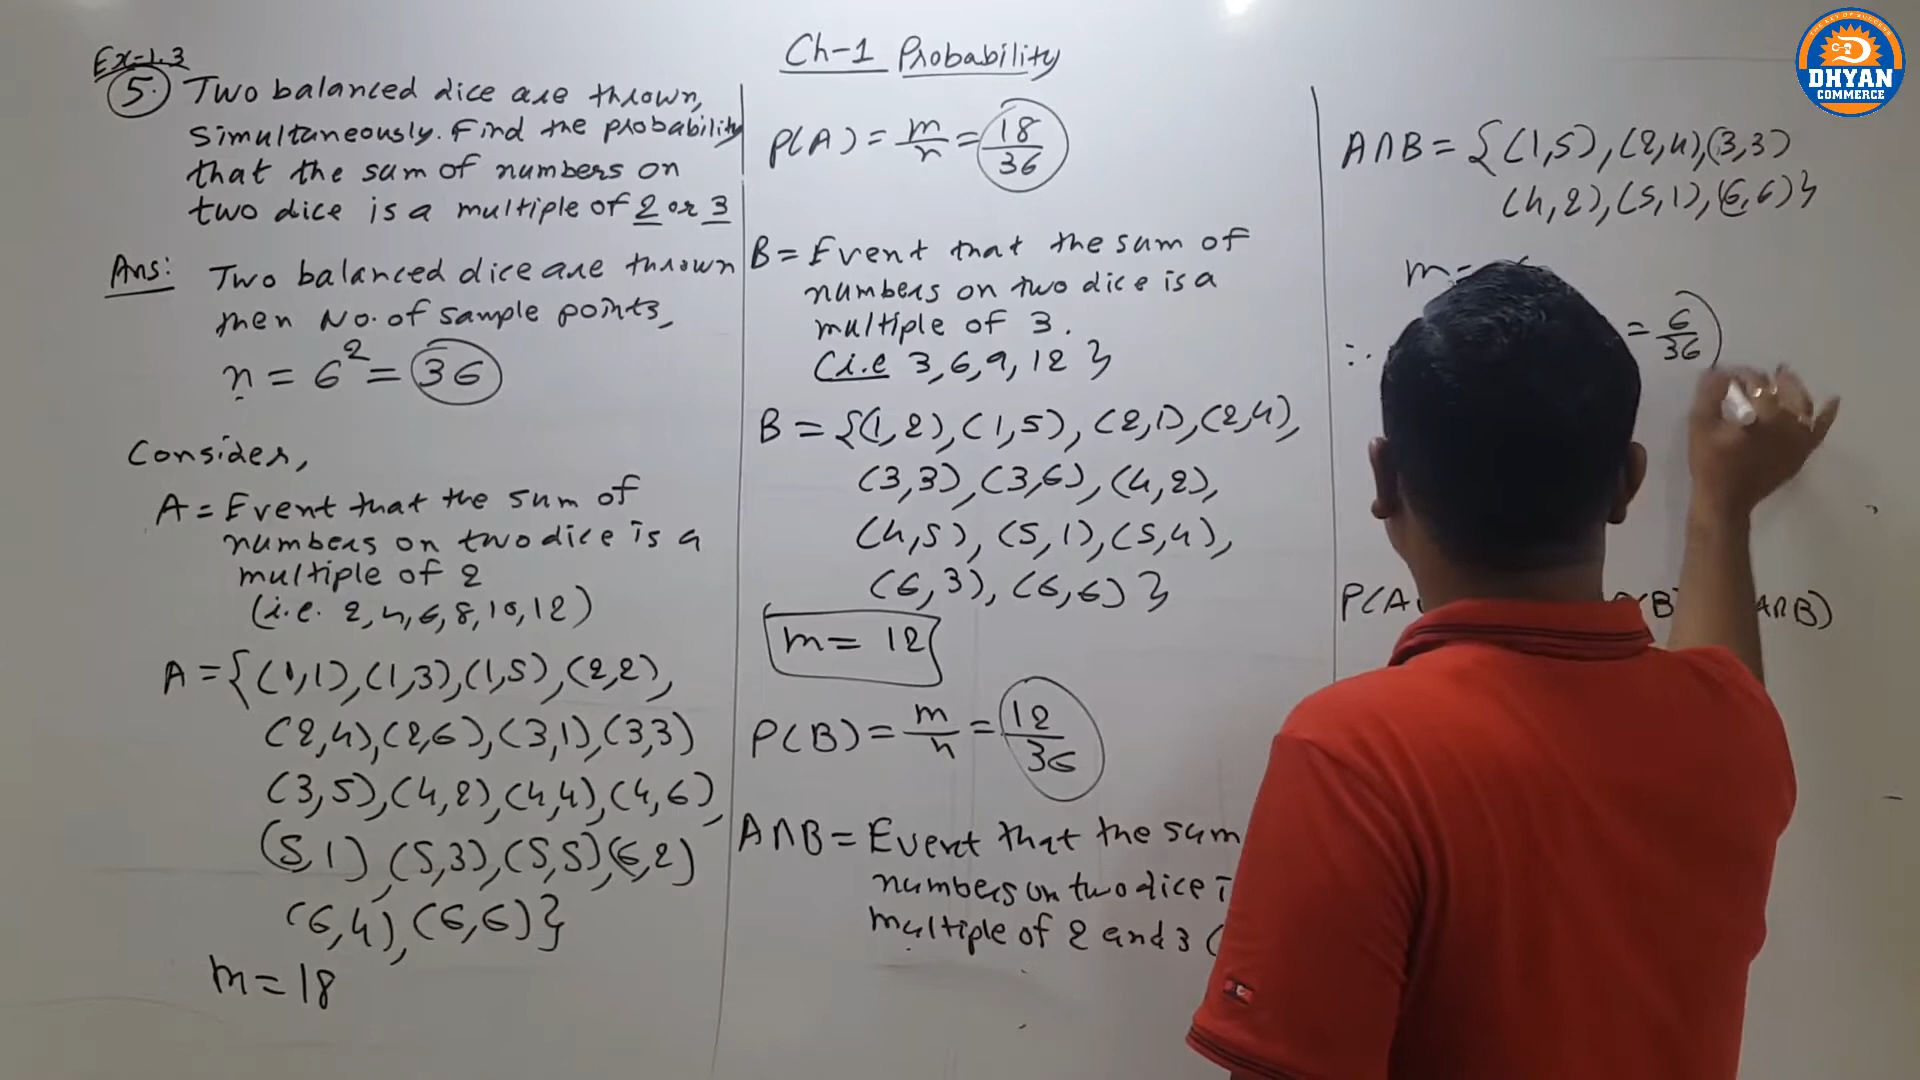 Ex-1.3
Ch-1 Probability
5. Two balanced dice are thrown,
simultaneously. Find the probability
that the sum of numbers on
two dice is a multiple of 2 or 3
Ans: Two balanced dice are thrown
then No. of sample points,
n = 6² = 36
Consider,
A = Event that the sum of
numbers on two dice is a
multiple of 2
(i.e. 2,4,6,8,10,12)
A = {(1,1),(1,3),(1,5),(2,2),
(2,4),(2,6),(3,1),(3,3)
(3,5),(4,2),(4,4),(4,6),
(5,1),(5,3),(5,5),(6,2)
(6,4),(6,6)}
m = 18
P(A) = m/n = 18/36
B = Event that the sum of
numbers on two dice is a
multiple of 3.
(i.e 3,6,9,12}
B = {(1,2),(1,5),(2,1),(2,4),
(3,3),(3,6),(4,2),
(4,5),(5,1),(5,4),
(6,3),(6,6)}
m = 12
P(B) = m/n = 12/36
A∩B = Event that the sum
numbers on two dice
multiple of 2 and 3 (
A∩B = {(1,5),(2,4),(3,3)
(4,2),(5,1),(6,6)}
m =
∴ = 6/36
P(A B) A∩B)
THE KEY OF SUCCESS
DHYAN
COMMERCE